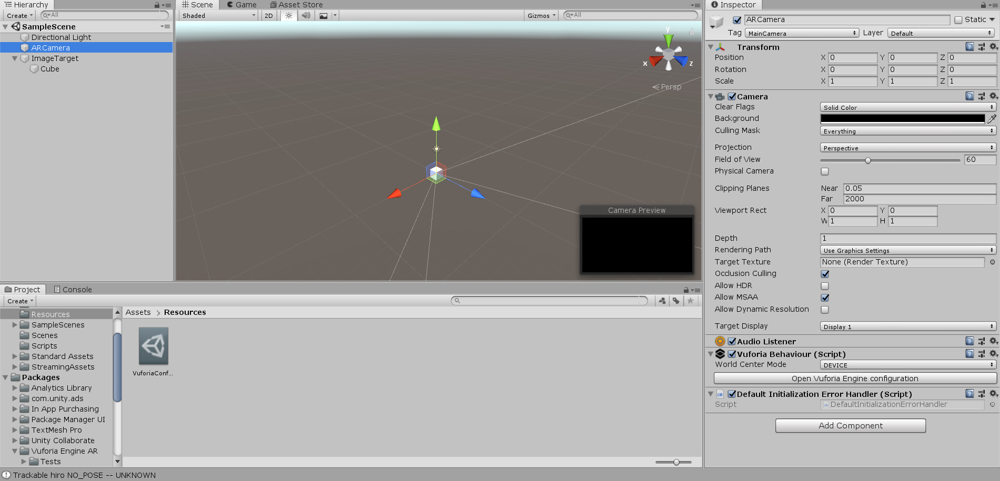 Hierarchy
Create
All
SampleScene
Directional Light
ARCamera
ImageTarget
Cube
Scene
Game
Asset Store
Shaded
2D
Gizmos
All
y
x
z
Persp
Camera Preview
Project
Console
Create
Resources
SampleScenes
Scenes
Scripts
Standard Assets
StreamingAssets
Packages
Analytics Library
com.unity.ads
In App Purchasing
Package Manager UI
TextMesh Pro
Unity Collaborate
Vuforia Engine AR
Tests
Assets > Resources
VuforiaConf...
Trackable hiro NO_POSE -- UNKNOWN
Inspector
ARCamera
Static
Tag MainCamera Layer Default
Transform
Position X 0 Y 0 Z 0
Rotation X 0 Y 0 Z 0
Scale X 1 Y 1 Z 1
Camera
Clear Flags Solid Color
Background
Culling Mask Everything
Projection Perspective
Field of View 60
Physical Camera
Clipping Planes Near 0.05
Far 2000
Viewport Rect X 0 Y 0
W 1 H 1
Depth 1
Rendering Path Use Graphics Settings
Target Texture None (Render Texture)
Occlusion Culling
Allow HDR
Allow MSAA
Allow Dynamic Resolution
Target Display Display 1
Audio Listener
Vuforia Behaviour (Script)
World Center Mode DEVICE
Open Vuforia Engine configuration
Default Initialization Error Handler (Script)
Script DefaultInitializationErrorHandler
Add Component